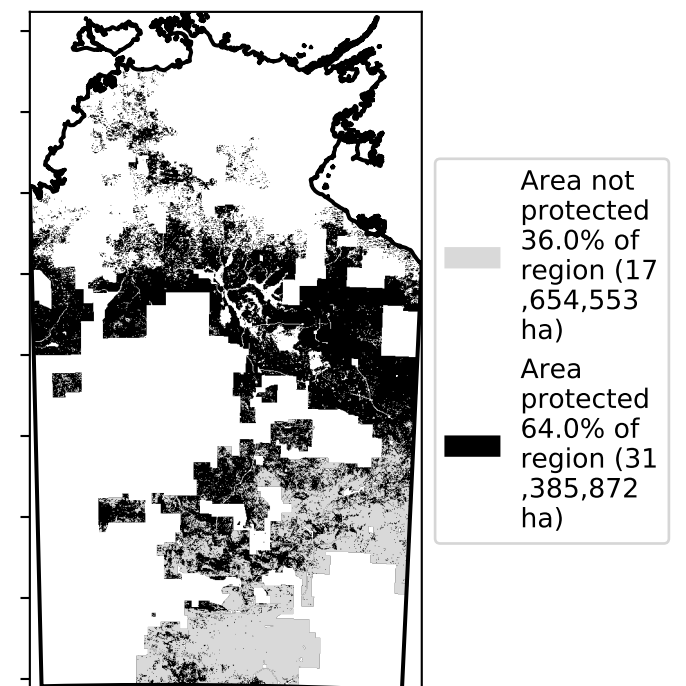 Area not
protected
36.0% of
region (17
,654,553
ha)
Area
protected
64.0% of
region (31
,385,872
ha)